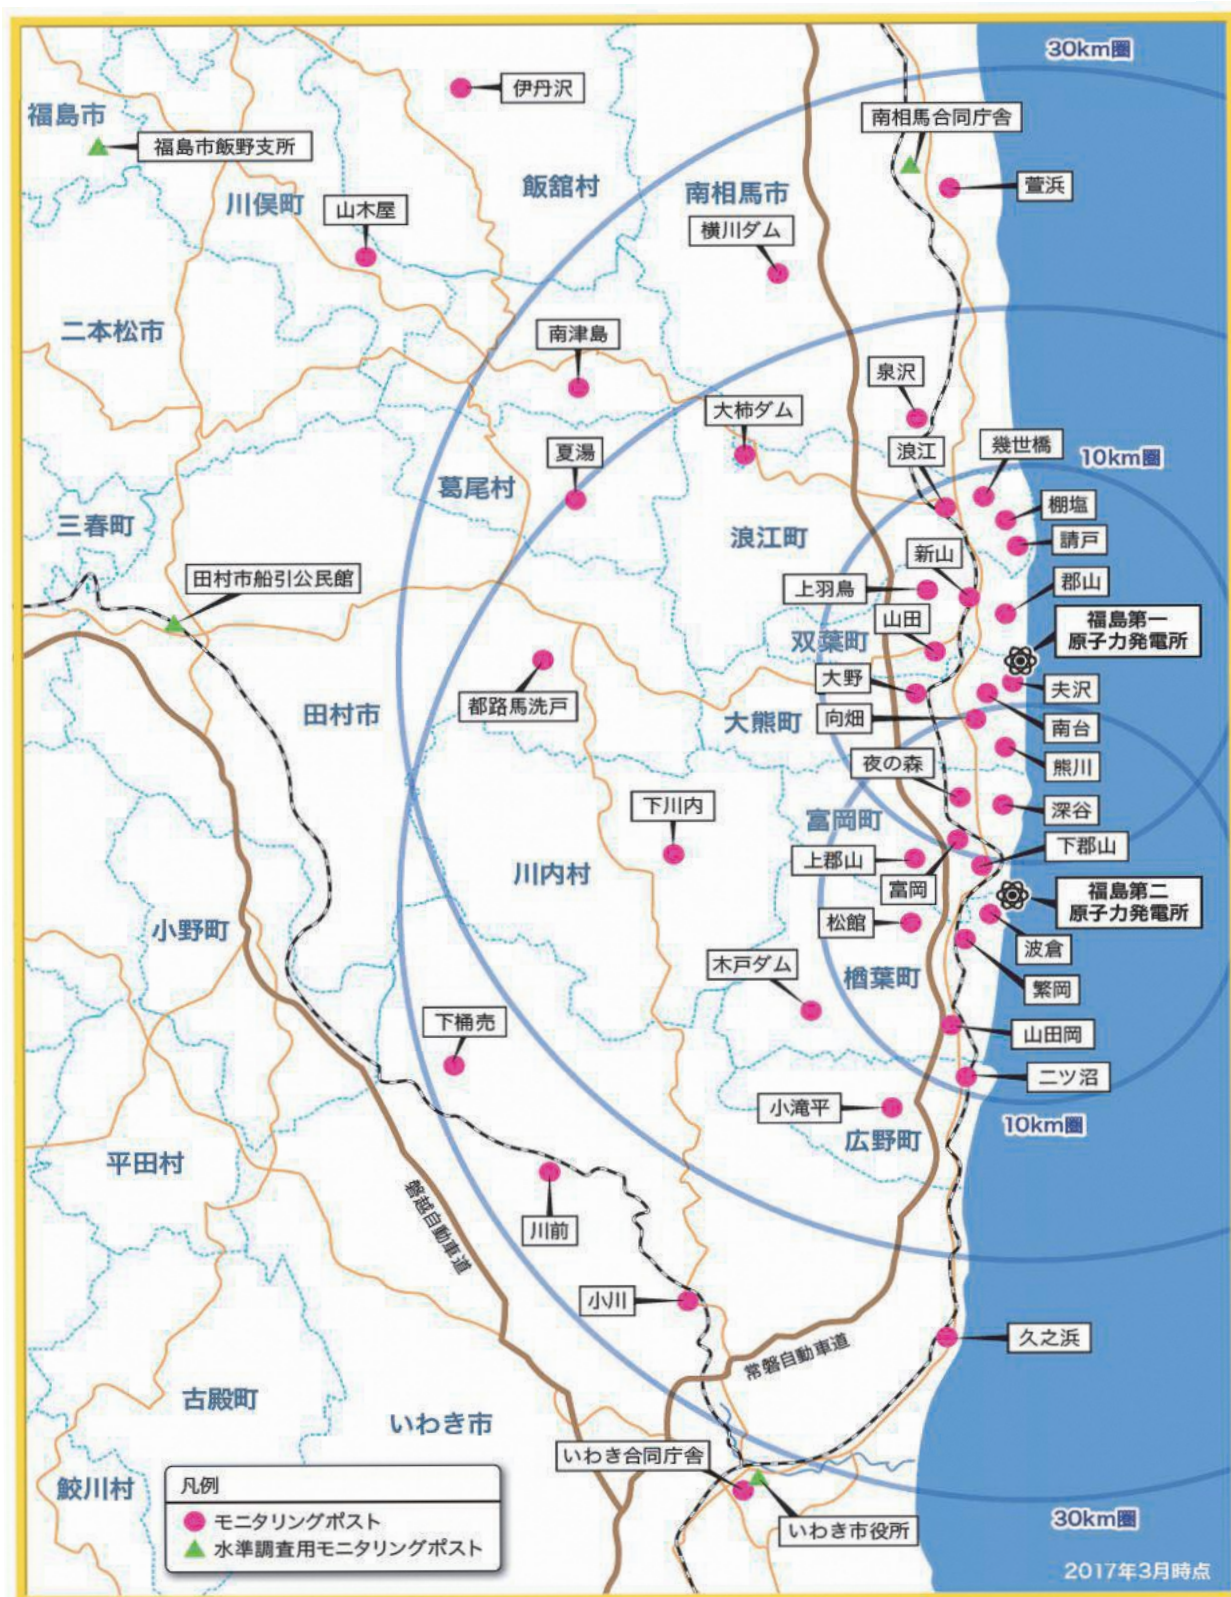 30km圏
伊丹沢
福島市
南相馬合同庁舎
福島市飯野支所
飯舘村
萱浜
南相馬市
川俣町
山木屋
横川ダム
二本松市
南津島
泉沢
大柿ダム
幾世橋
浪江
夏湯
10km圏
葛尾村
棚塩
三春町
浪江町
請戸
新山
田村市船引公民館
上羽鳥
郡山
山田
福島第一
原子力発電所
双葉町
大野
夫沢
都路馬洗戸
田村市
大熊町
向畑
南台
夜の森
熊川
下川内
深谷
富岡町
上郡山
下郡山
川内村
富岡
福島第二
原子力発電所
松館
小野町
波倉
木戸ダム
楢葉町
繁岡
下桶売
山田岡
二ツ沼
小滝平
10km圏
広野町
平田村
川前
磐越自動車道
小川
久之浜
常磐自動車道
古殿町
いわき市
いわき合同庁舎
鮫川村
凡例
モニタリングポスト
水準調査用モニタリングポスト
30km圏
いわき市役所
2017年3月時点